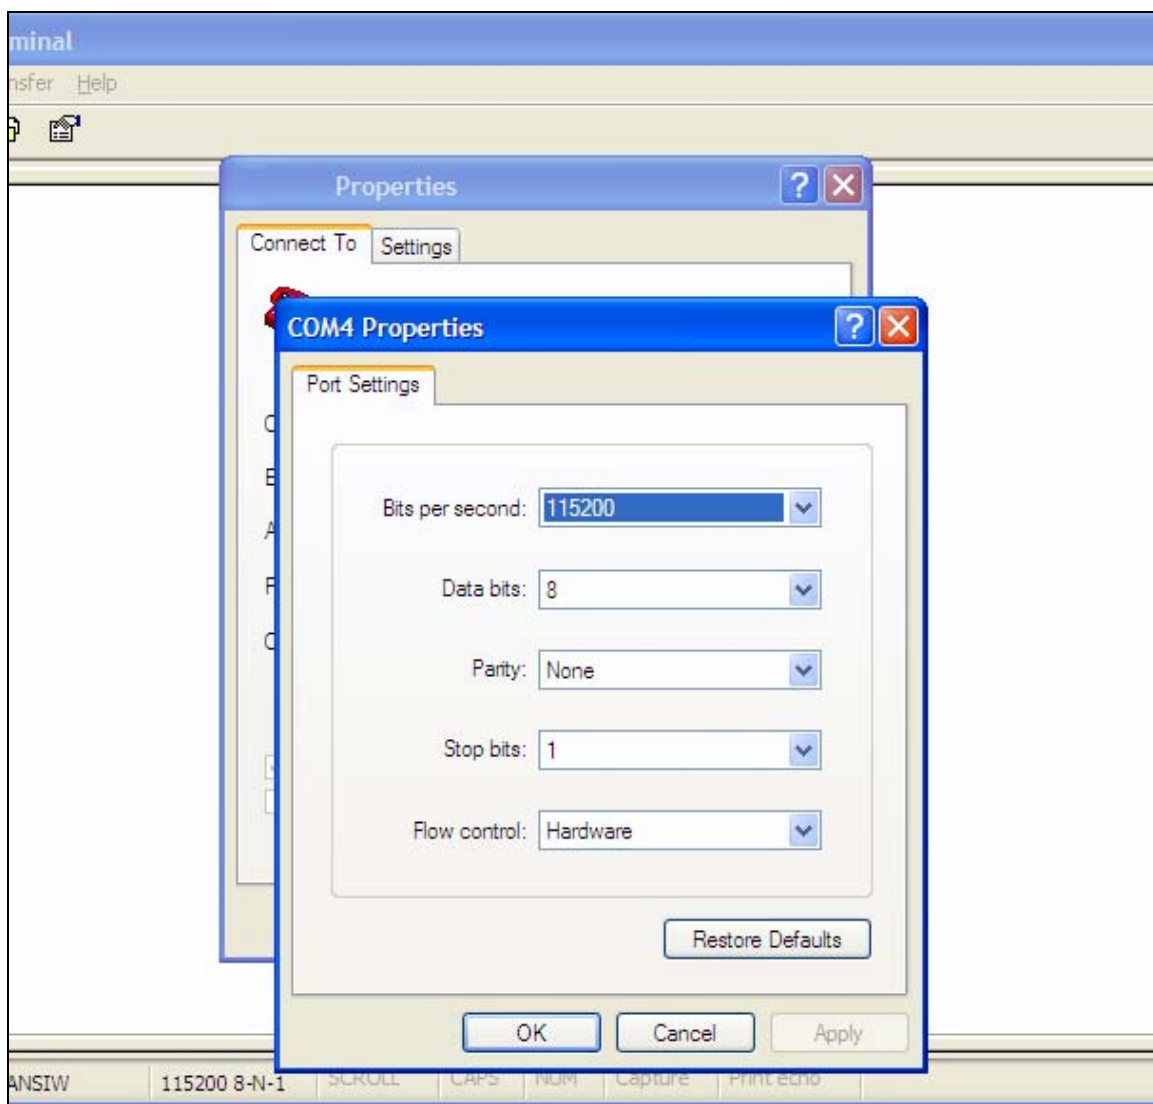 minal
nsfer Help
Properties
Connect To Settings
COM4 Properties
Port Settings
C
E
A
F
C
Bits per second: 115200
Data bits: 8
Parity: None
Stop bits: 1
Flow control: Hardware
Restore Defaults
OK Cancel Apply
ANSIW 115200 8-N-1 SCROLL CAPS NUM Capture Print echo